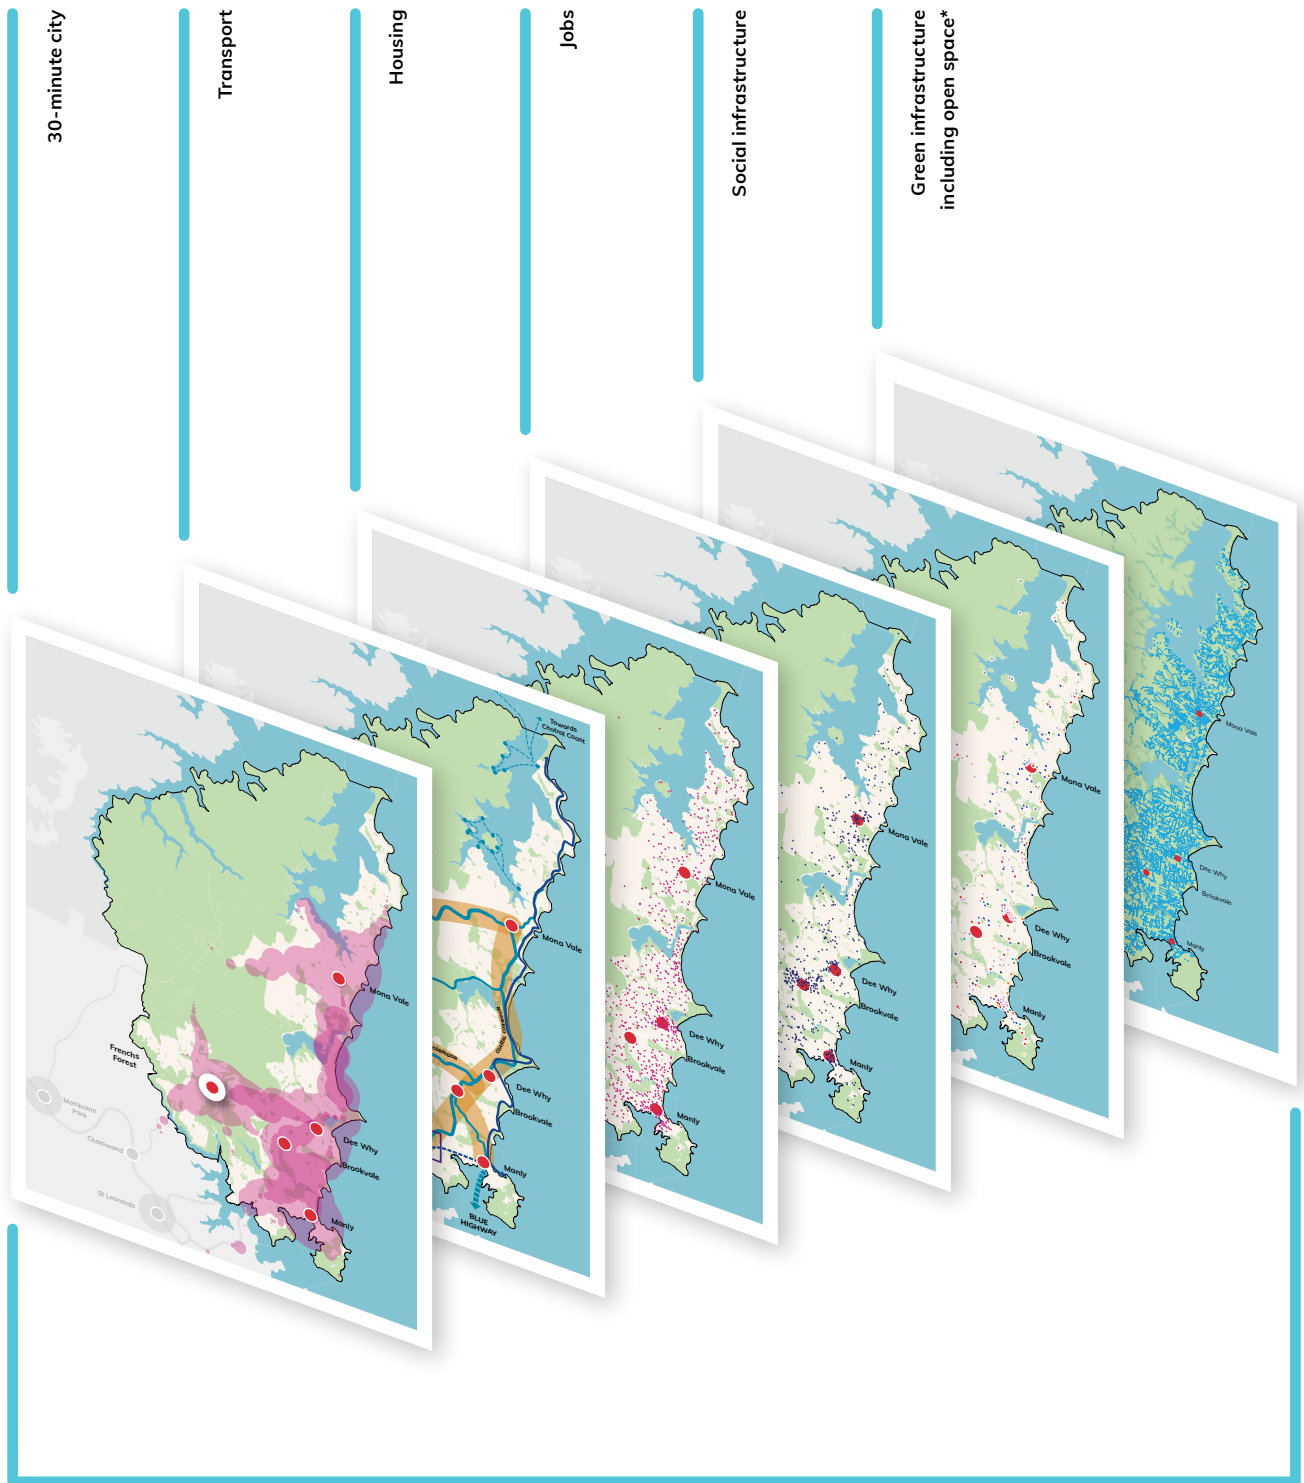 30-minute city
Transport
Housing
Jobs
Social infrastructure
Green infrastructure
including open space*
Frenchs
Forest
Macquarie
Park
Chatswood
St Leonards
Mona Vale
Dee Why
Brookvale
Manly
Towards
Central Coast
Mona Vale
Dee Why
Brookvale
Manly
BLUE
HIGHWAY
Mona Vale
Dee Why
Brookvale
Manly
Mona Vale
Dee Why
Brookvale
Manly
Mona Vale
Dee Why
Brookvale
Manly
Mona Vale
Dee Why
Brookvale
Manly